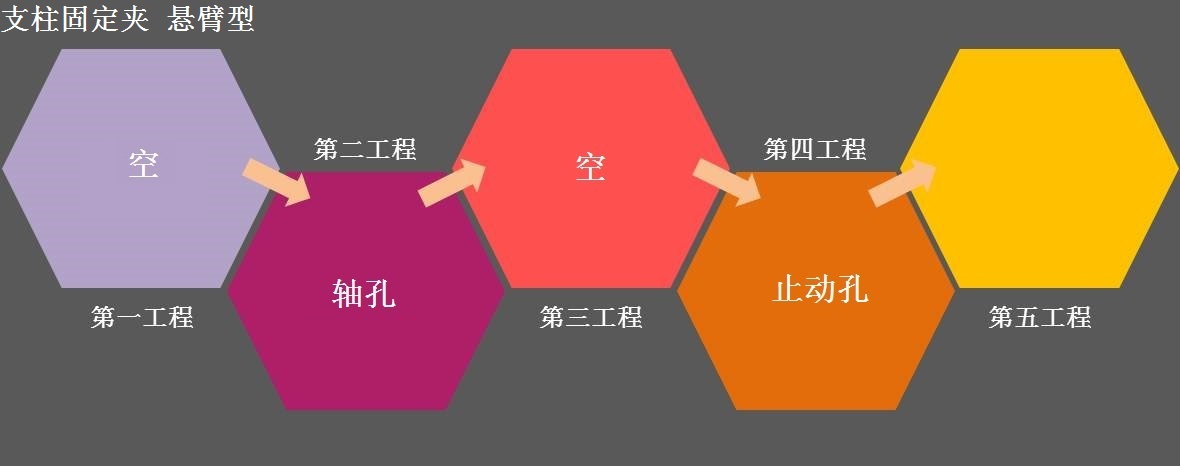 支柱固定夹 悬臂型
空
第一工程
第二工程
轴孔
空
第三工程
第四工程
止动孔
第五工程